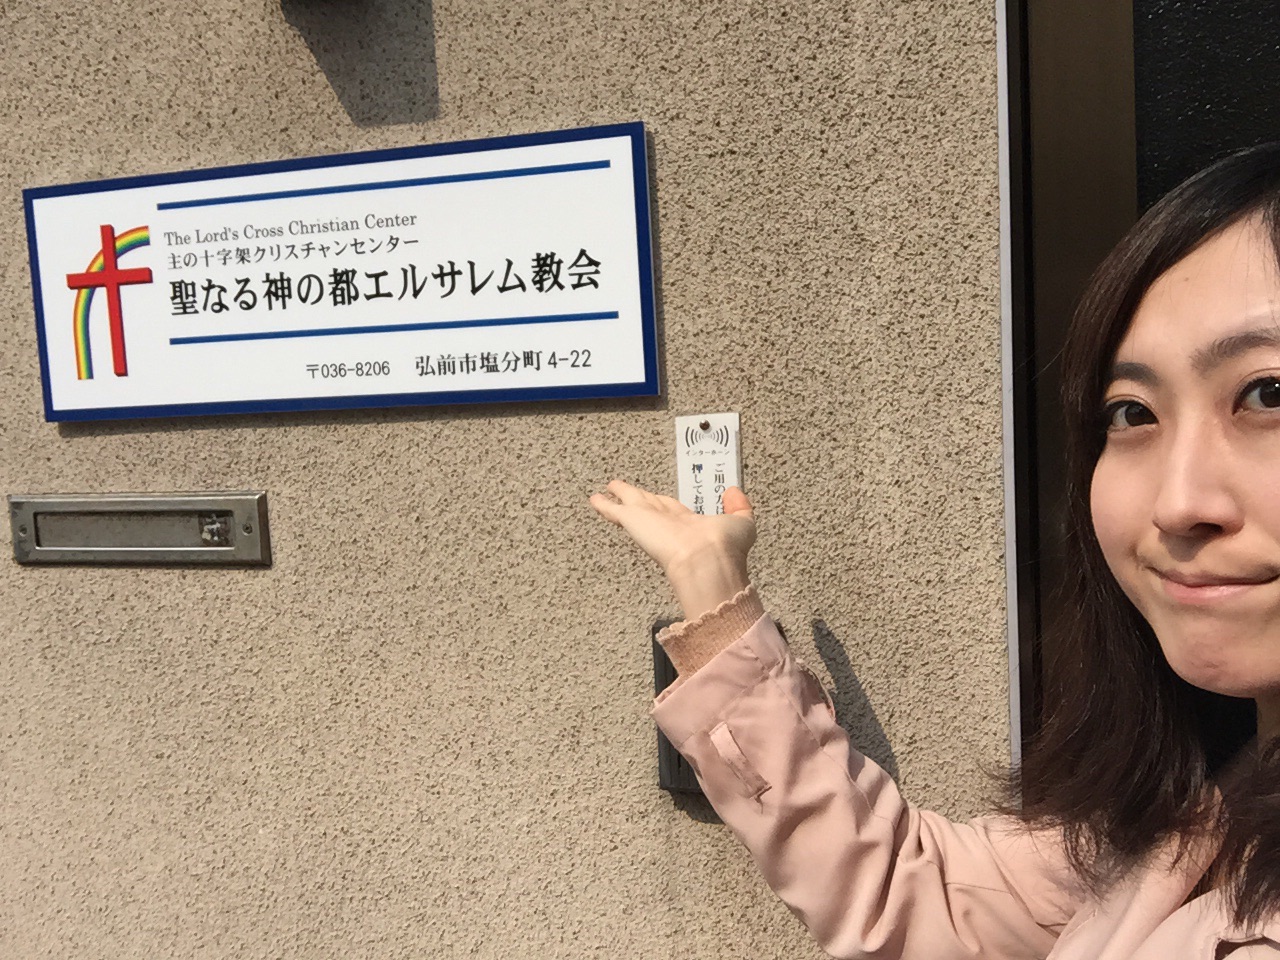 The Lord's Cross Christian Center
主の十字架クリスチャンセンター
聖なる神の都エルサレム教会
〒036-8206 弘前市塩分町4-22
インターホーン
ご用の方は
押してお話